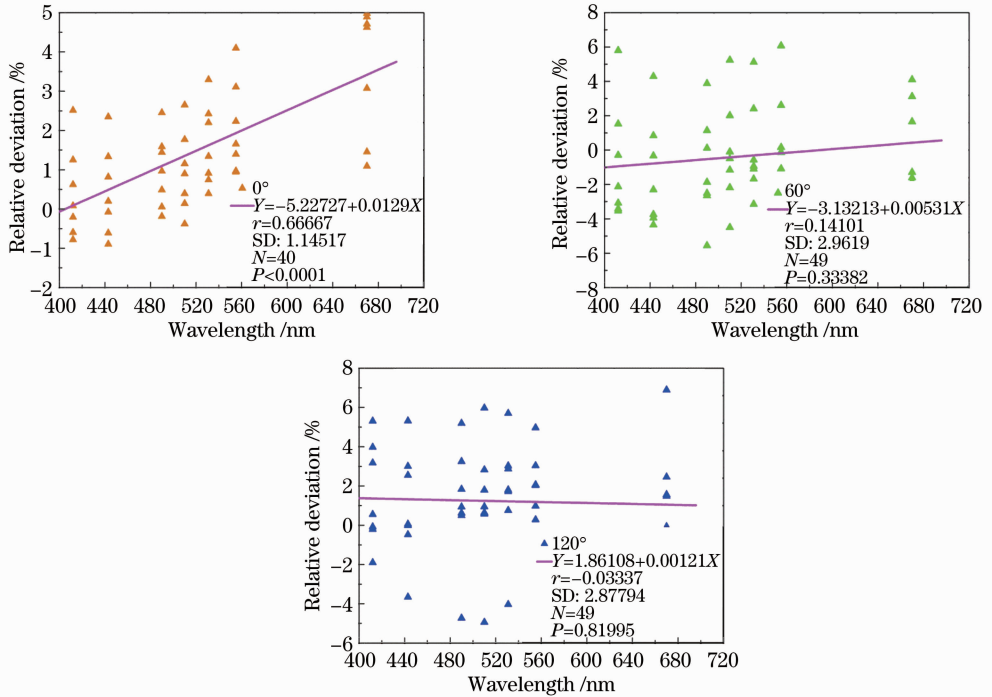 5
4
3
2
1
0
−1
−2
Relative deviation /%
400 440 480 520 560 600 640 680 720
Wavelength /nm
0°
Y=−5.22727+0.0129X
r=0.66667
SD: 1.14517
N=40
P<0.0001
8
6
4
2
0
−2
−4
−6
−8
Relative deviation /%
400 440 480 520 560 600 640 680 720
Wavelength /nm
60°
Y=−3.13213+0.00531X
r=0.14101
SD: 2.9619
N=49
P=0.33382
8
6
4
2
0
−2
−4
−6
Relative deviation /%
400 440 480 520 560 600 640 680 720
Wavelength /nm
120°
Y=1.86108+0.00121X
r=−0.03337
SD: 2.87794
N=49
P=0.81995